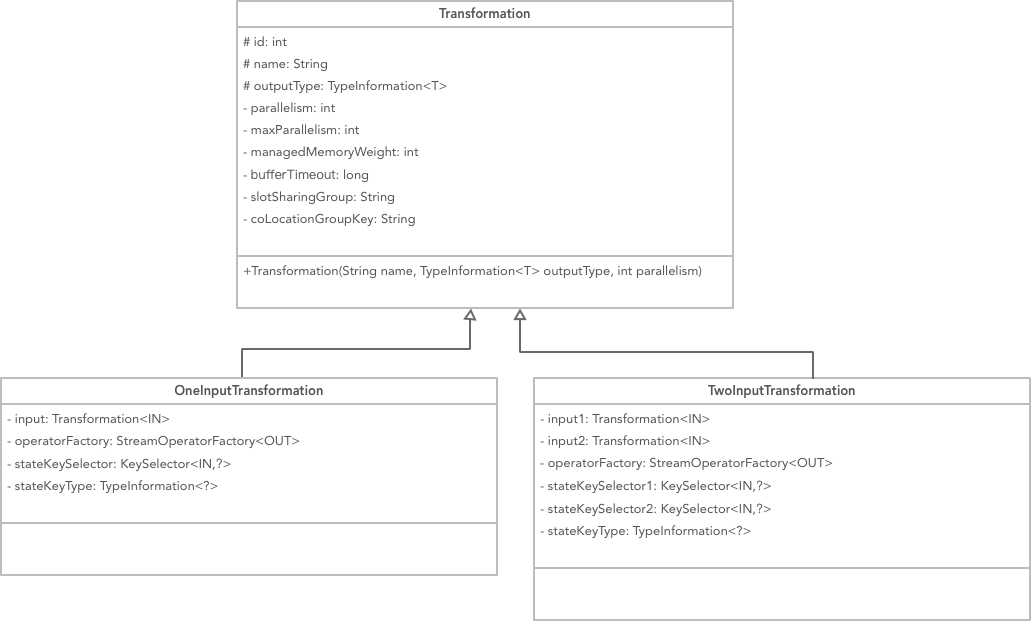 Transformation
# id: int
# name: String
# outputType: TypeInformation<T>
- parallelism: int
- maxParallelism: int
- managedMemoryWeight: int
- bufferTimeout: long
- slotSharingGroup: String
- coLocationGroupKey: String
+Transformation(String name, TypeInformation<T> outputType, int parallelism)
OneInputTransformation
- input: Transformation<IN>
- operatorFactory: StreamOperatorFactory<OUT>
- stateKeySelector: KeySelector<IN,?>
- stateKeyType: TypeInformation<?>
TwoInputTransformation
- input1: Transformation<IN>
- input2: Transformation<IN>
- operatorFactory: StreamOperatorFactory<OUT>
- stateKeySelector1: KeySelector<IN,?>
- stateKeySelector2: KeySelector<IN,?>
- stateKeyType: TypeInformation<?>